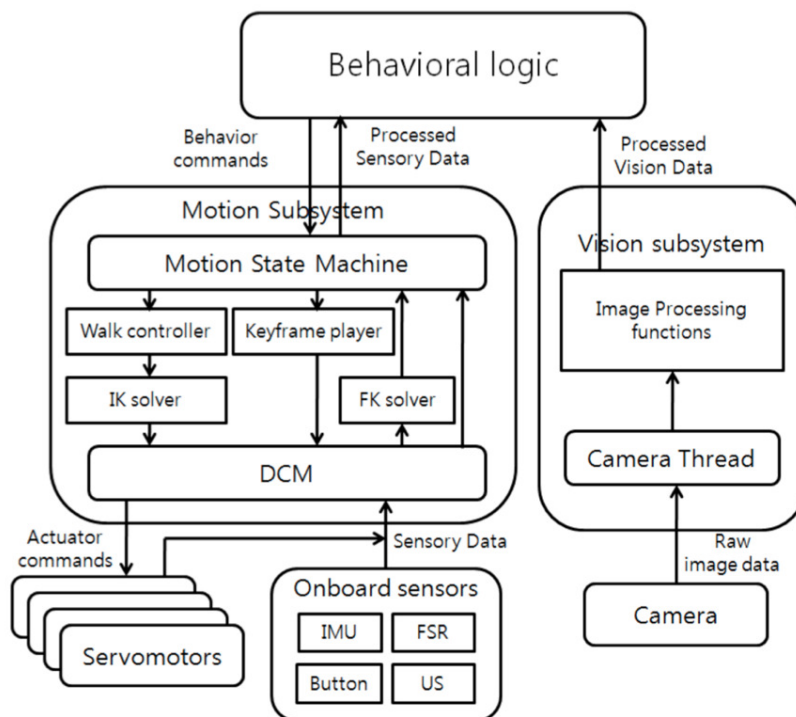 Behavioral logic
Behavior
commands
Processed
Sensory Data
Processed
Vision Data
Motion Subsystem
Motion State Machine
Walk controller
Keyframe player
IK solver
FK solver
DCM
Vision subsystem
Image Processing
functions
Camera Thread
Actuator
commands
Sensory Data
Raw
image data
Servomotors
Onboard sensors
IMU
FSR
Button
US
Camera